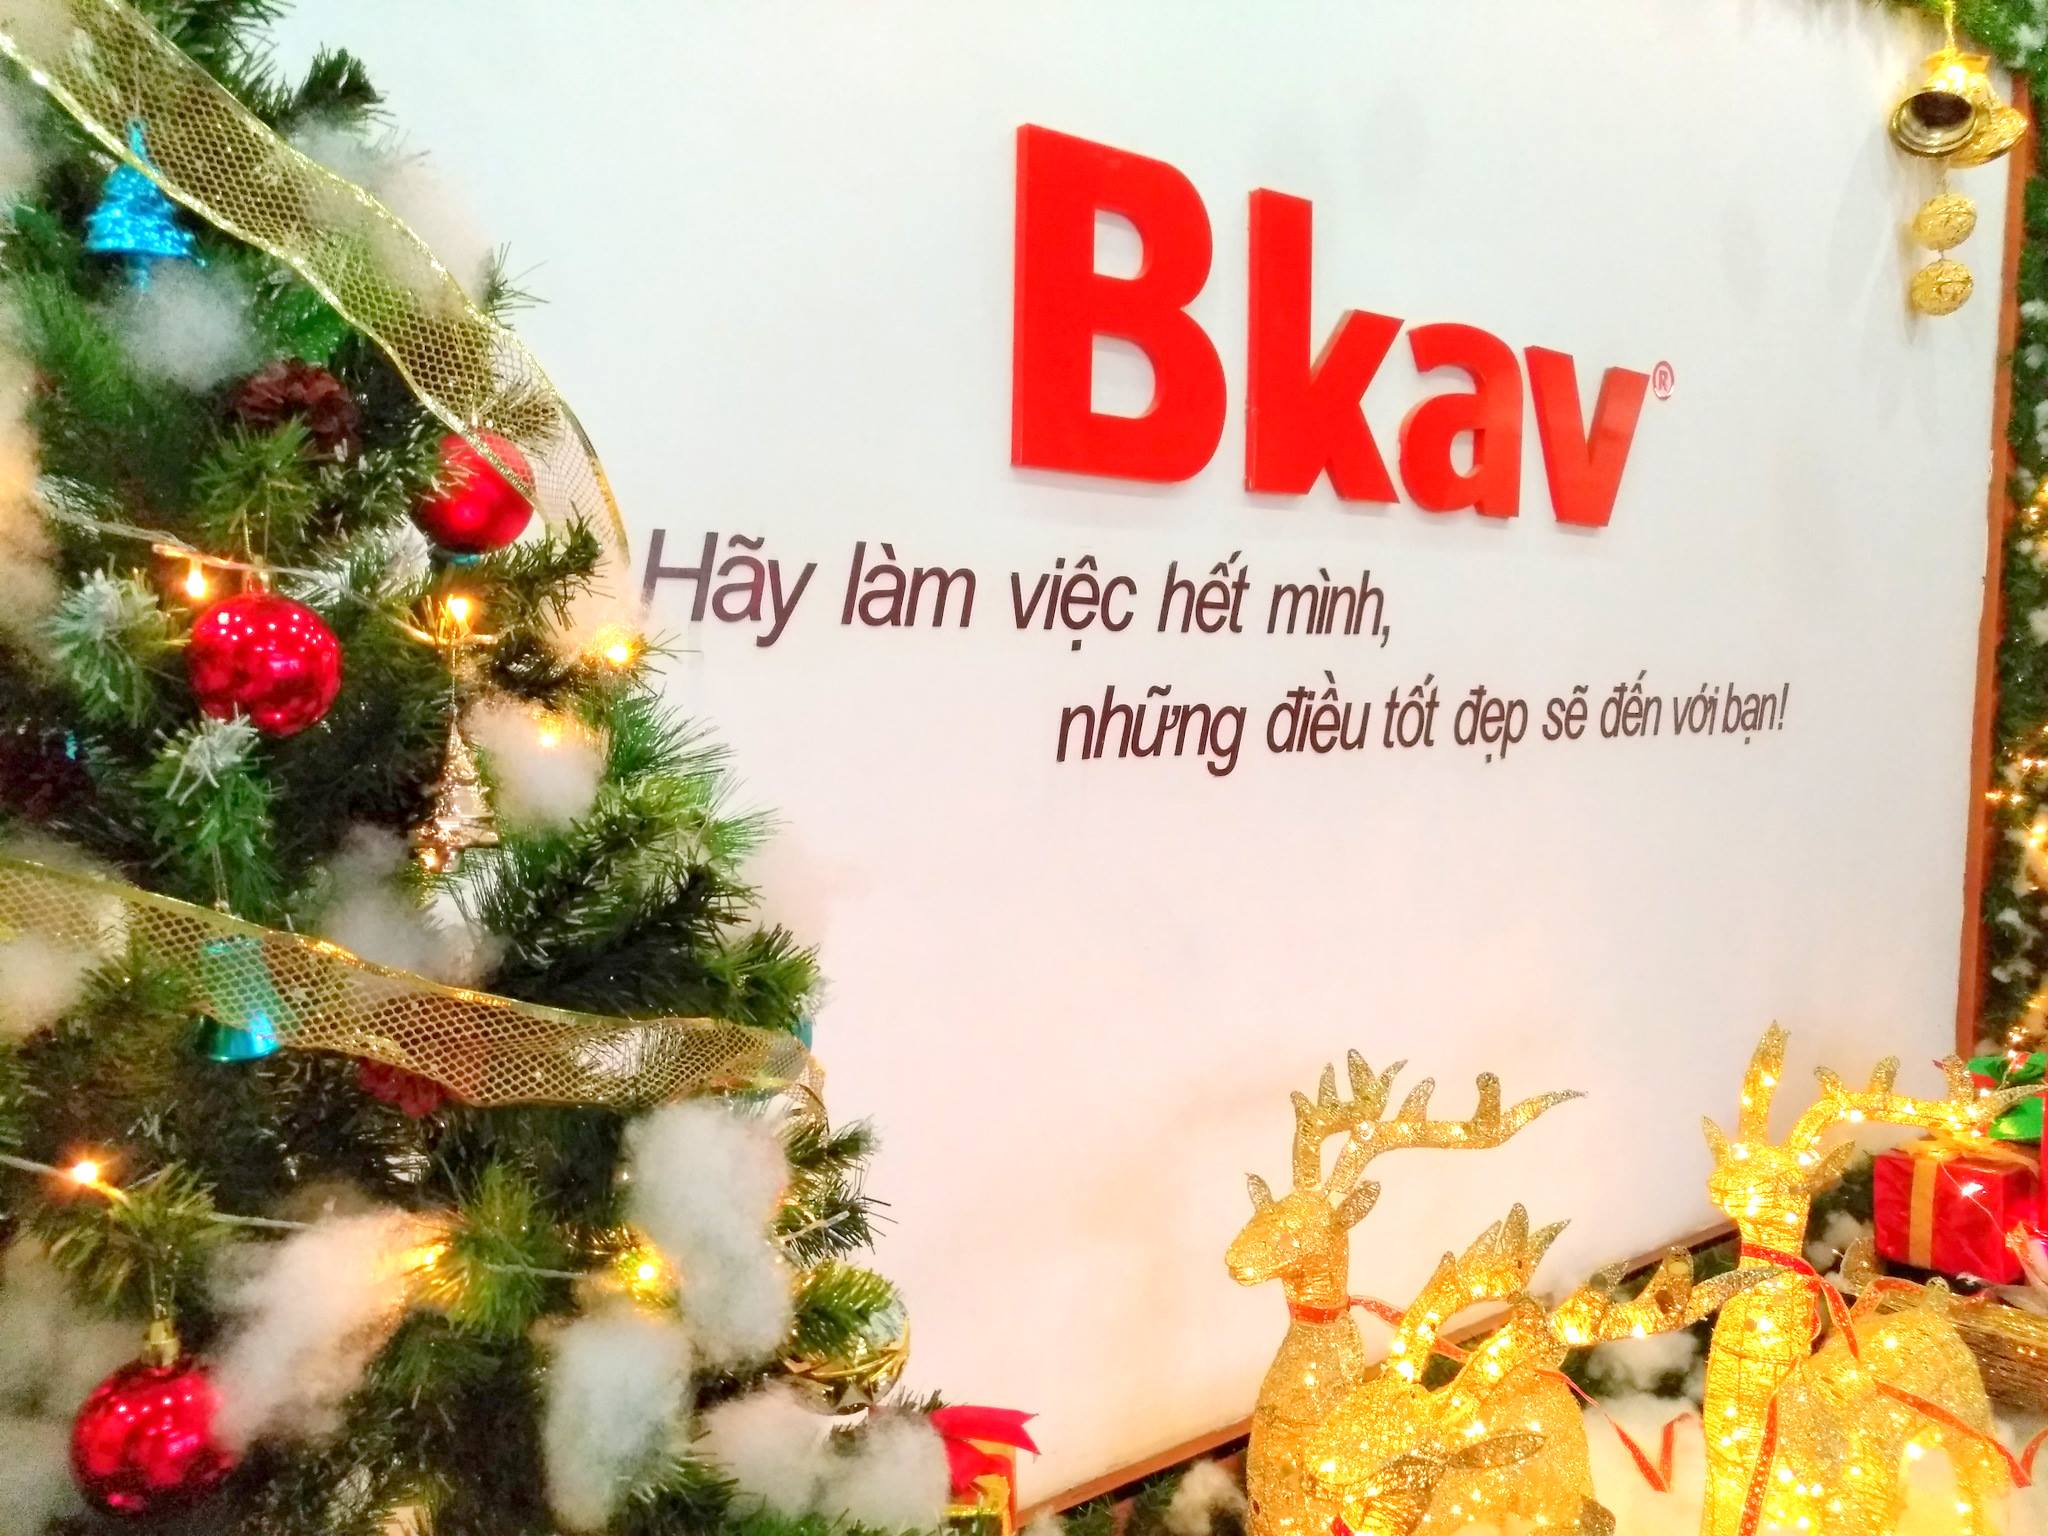 Bkav®
Hãy làm việc hết mình,
những điều tốt đẹp sẽ đến với bạn!